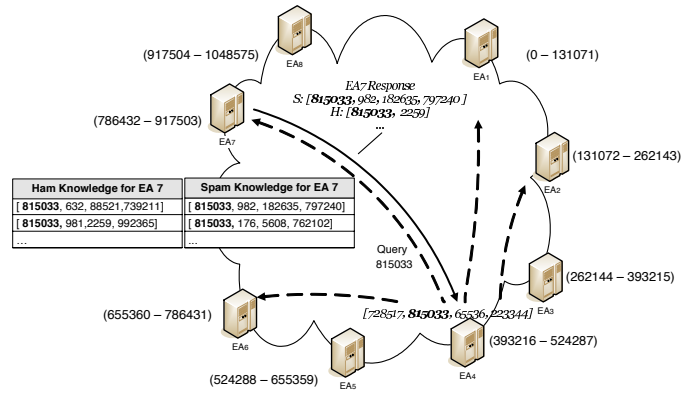 (917504 – 1048575)
EA8
(0 – 131071)
EA1
EA7 Response
S: [815033, 982, 182635, 797240 ]
H: [815033, 2259]
...
(786432 – 917503)
EA7
(131072 – 262143)
EA2
Ham Knowledge for EA 7
Spam Knowledge for EA 7
[ 815033, 632, 88521,739211]
[ 815033, 982, 182635, 797240]
[ 815033, 981,2259, 992365]
[ 815033, 176, 5608, 762102]
...
...
Query
815033
(262144 – 393215)
EA3
(655360 – 786431)
EA6
[728517, 815033, 65536, 223344]
(393216 – 524287)
EA4
(524288 – 655359)
EA5